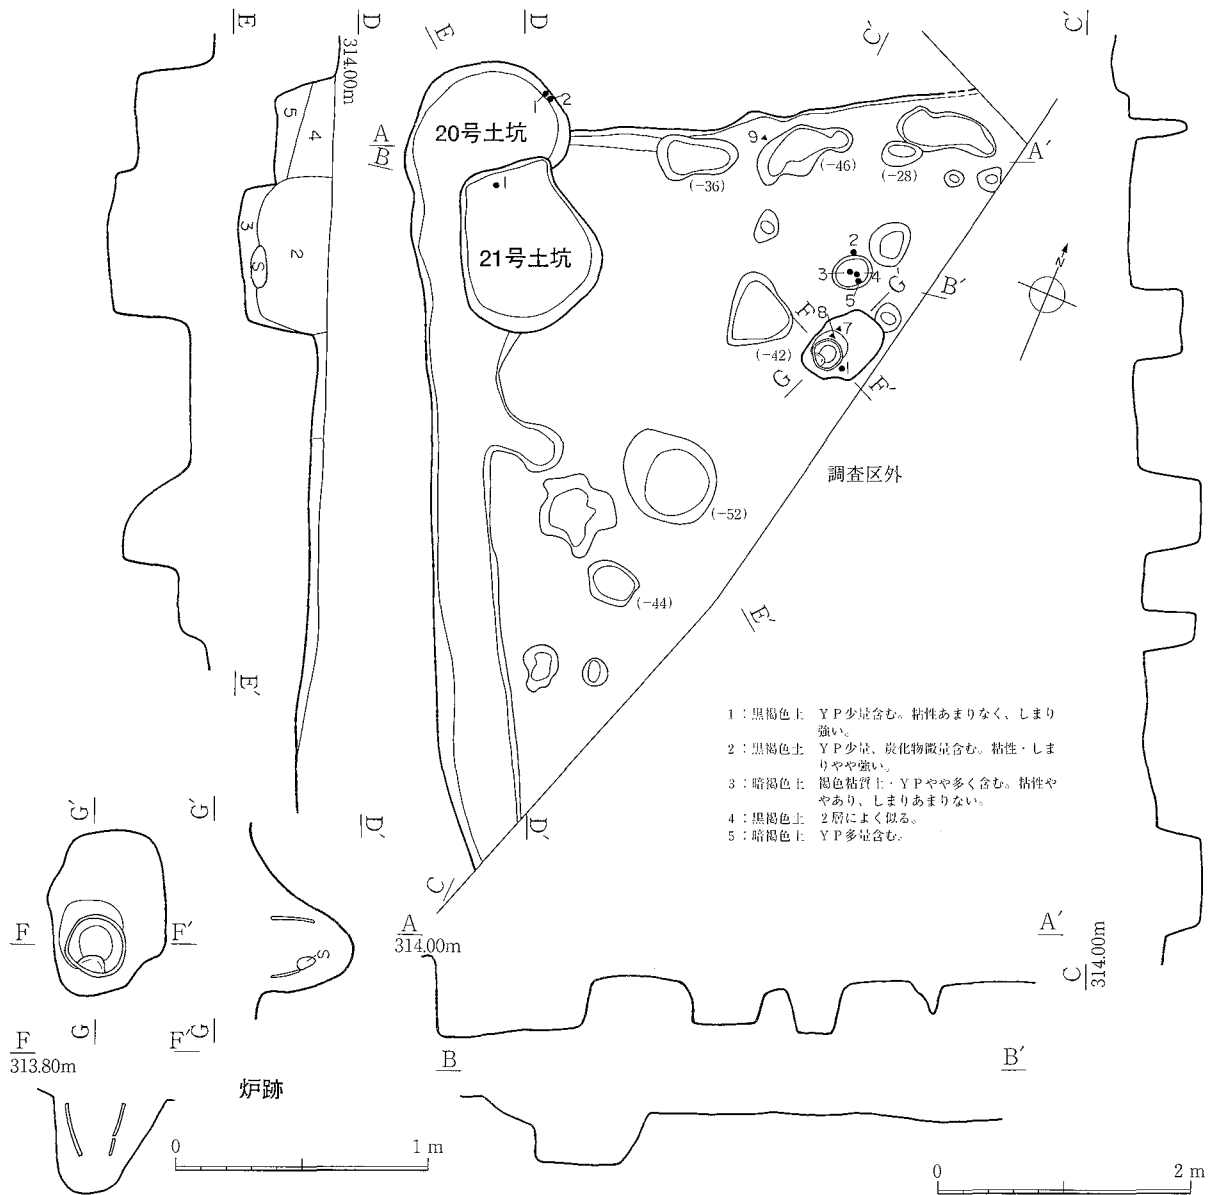 E
D
314.00m
E
D
C′
C′
5
4
3
2
S
A
B
20号土坑
1
2
1
21号土坑
9
(-36)
(-46)
(-28)
A′
2
3
4
5
G′
B′
N
F
8
7
(-42)
1
G
F′
調査区外
(-52)
(-44)
E′
E′
1：黒褐色土　ＹＰ少量含む。粘性あまりなく、しまり
強い。
2：黒褐色土　ＹＰ少量、炭化物微量含む。粘性・しま
りやや強い。
3：暗褐色土　褐色粘質土・ＹＰやや多く含む。粘性や
やあり、しまりあまりない。
4：黒褐色土　2層によく似る。
5：暗褐色土　ＹＰ多量含む。
G′
G′
D′
D′
C
F
F′
S
A
314.00m
A′
C
314.00m
G
G
F
313.80m
F′
B
B′
炉跡
0
1 m
0
2 m